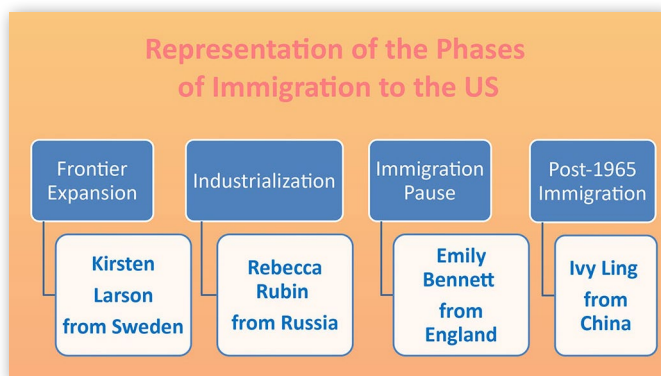 Representation of the Phases
of Immigration to the US
Frontier
Expansion
Kirsten
Larson
from Sweden
Industrialization
Rebecca
Rubin
from Russia
Immigration
Pause
Emily
Bennett
from
England
Post-1965
Immigration
Ivy Ling
from
China